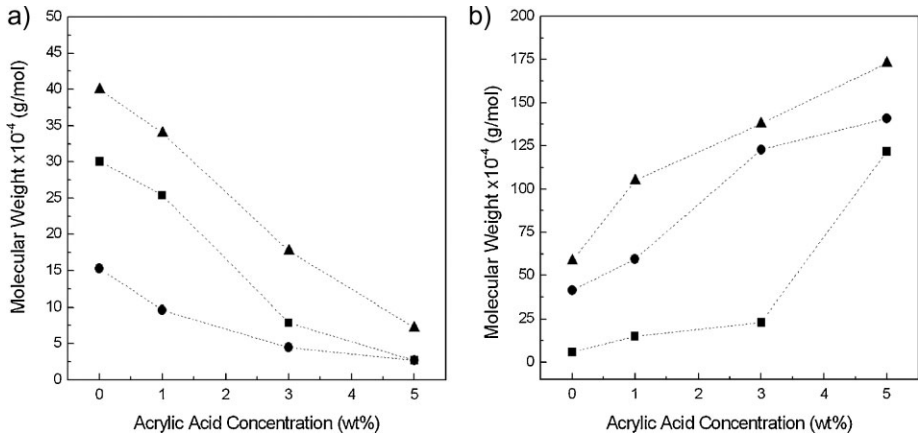 a)
Molecular Weight x10⁻⁴ (g/mol)
50
45
40
35
30
25
20
15
10
5
0
0 1 2 3 4 5
Acrylic Acid Concentration (wt%)
b)
Molecular Weight x10⁻⁴ (g/mol)
200
175
150
125
100
75
50
25
0
0 1 2 3 4 5
Acrylic Acid Concentration (wt%)